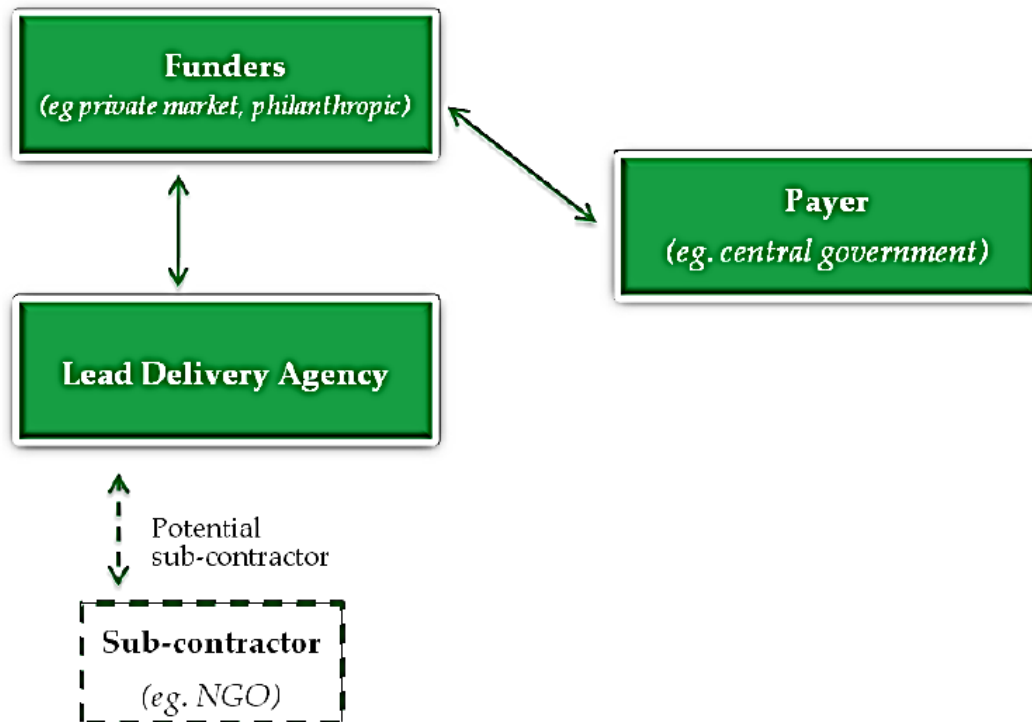 Funders
(eg private market, philanthropic)
Payer
(eg. central government)
Lead Delivery Agency
Potential
sub-contractor
Sub-contractor
(eg. NGO)